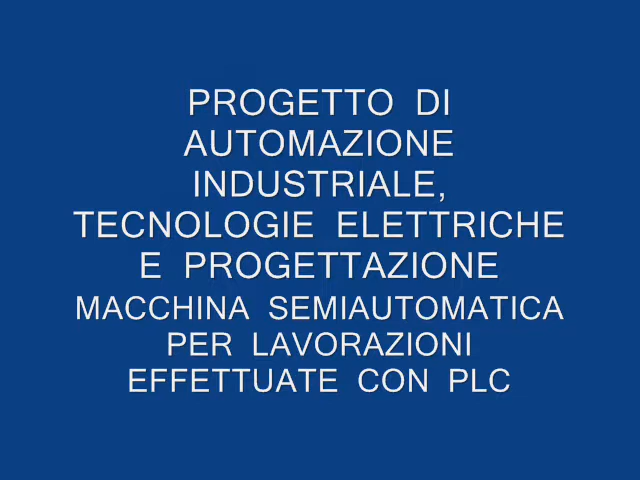 PROGETTO DI
AUTOMAZIONE
INDUSTRIALE,
TECNOLOGIE ELETTRICHE
E PROGETTAZIONE
MACCHINA SEMIAUTOMATICA
PER LAVORAZIONI
EFFETTUATE CON PLC